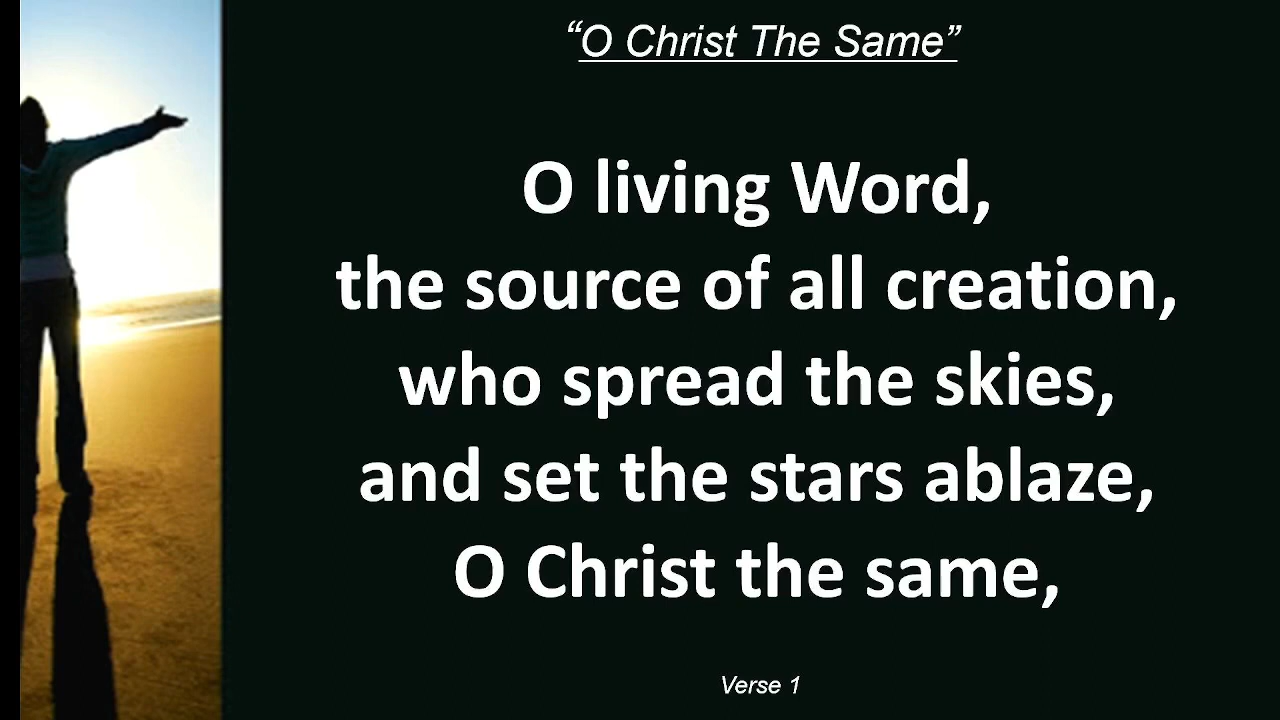 “O Christ The Same”
O living Word,
the source of all creation,
who spread the skies,
and set the stars ablaze,
O Christ the same,
Verse 1